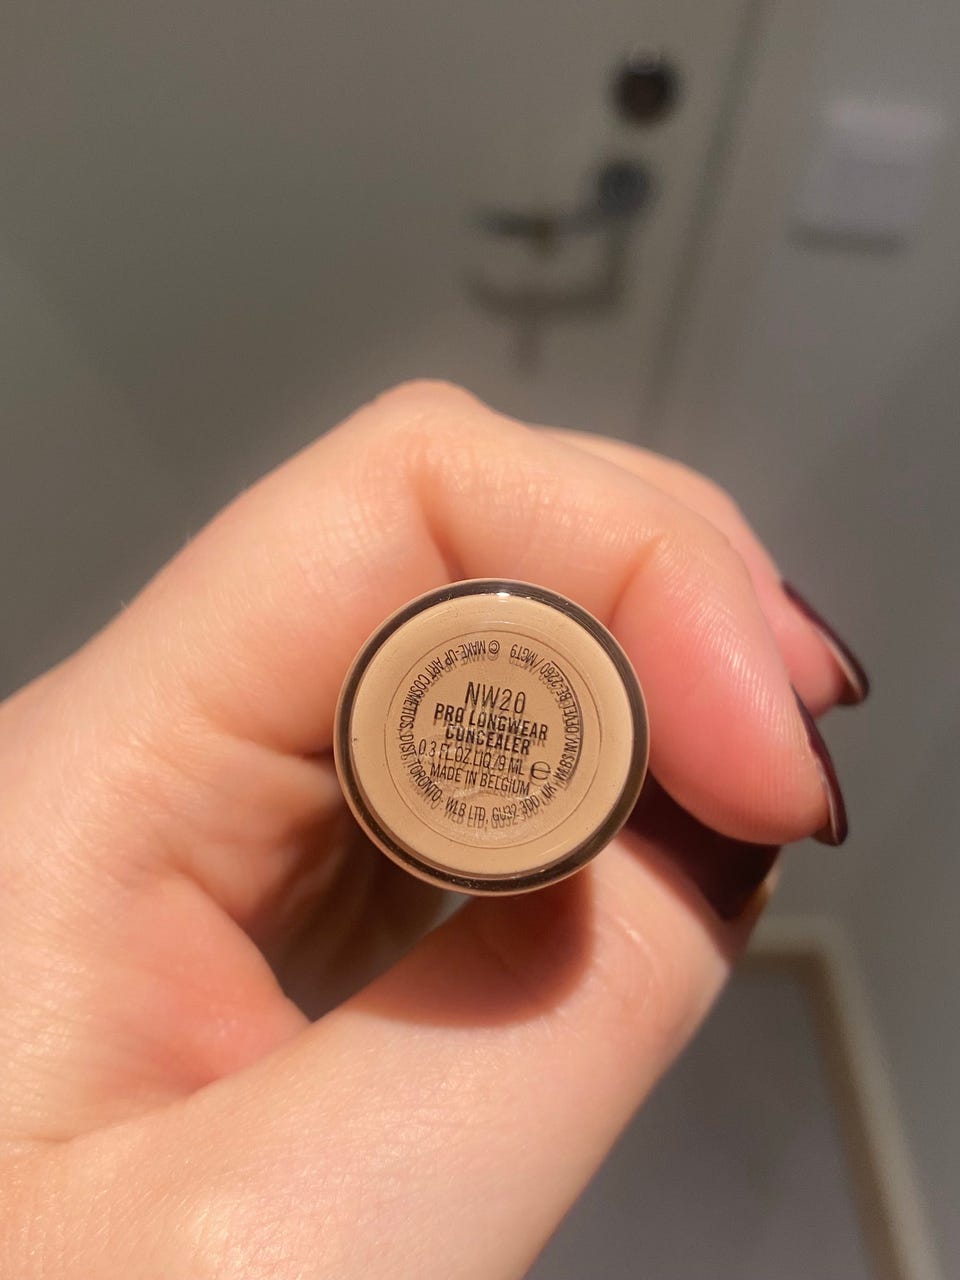 NW20
PRO LONGWEAR
CONCEALER
0.3 FL.OZ.LIQ./9 ML e
MADE IN BELGIUM
© MAKE-UP ART COSMETICS, DIST. TORONTO· WLB LTD, GU32 3DD UK